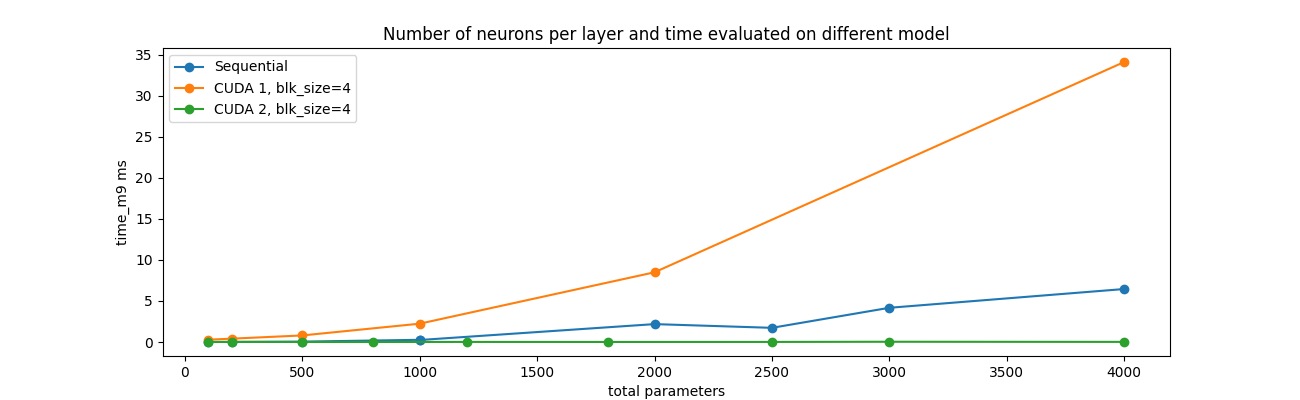 Number of neurons per layer and time evaluated on different model
35
30
25
20
15
10
5
0
time_m9 ms
Sequential
CUDA 1, blk_size=4
CUDA 2, blk_size=4
0 500 1000 1500 2000 2500 3000 3500 4000
total parameters